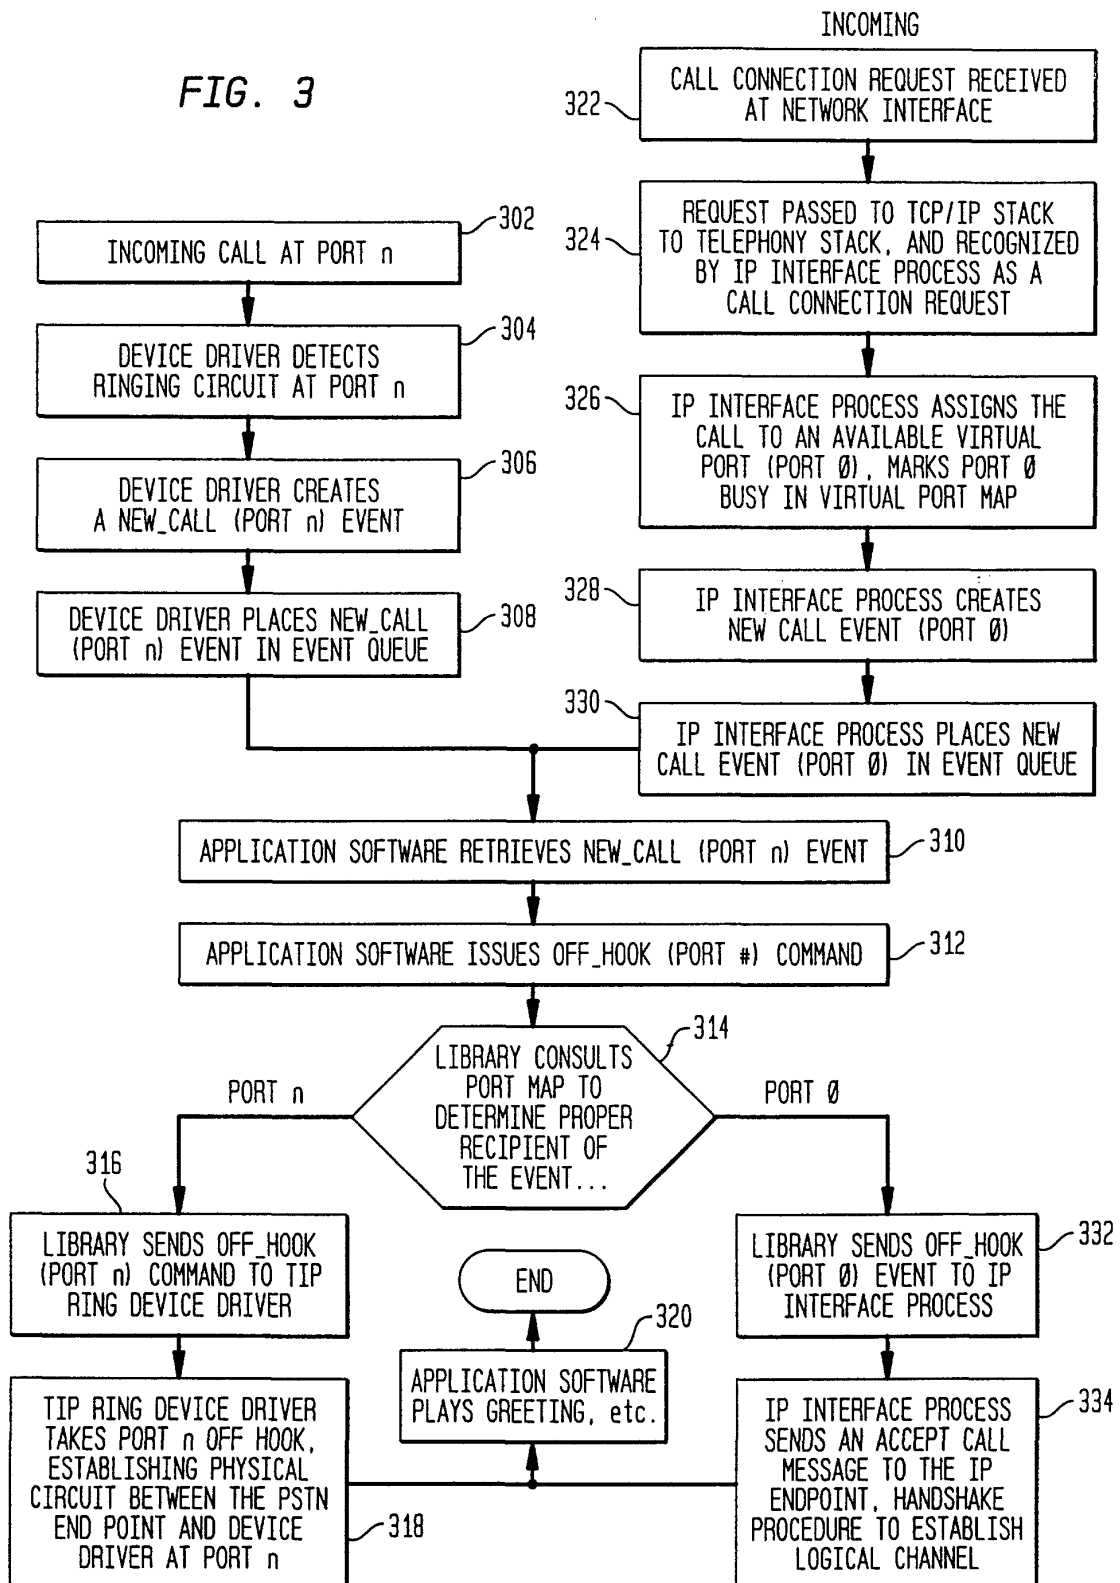 FIG. 3
302
INCOMING CALL AT PORT n
304
DEVICE DRIVER DETECTS
RINGING CIRCUIT AT PORT n
306
DEVICE DRIVER CREATES
A NEW_CALL (PORT n) EVENT
308
DEVICE DRIVER PLACES NEW_CALL
(PORT n) EVENT IN EVENT QUEUE
INCOMING
322
CALL CONNECTION REQUEST RECEIVED
AT NETWORK INTERFACE
324
REQUEST PASSED TO TCP/IP STACK
TO TELEPHONY STACK, AND RECOGNIZED
BY IP INTERFACE PROCESS AS A
CALL CONNECTION REQUEST
326
IP INTERFACE PROCESS ASSIGNS THE
CALL TO AN AVAILABLE VIRTUAL
PORT (PORT Ø), MARKS PORT Ø
BUSY IN VIRTUAL PORT MAP
328
IP INTERFACE PROCESS CREATES
NEW CALL EVENT (PORT Ø)
330
IP INTERFACE PROCESS PLACES NEW
CALL EVENT (PORT Ø) IN EVENT QUEUE
APPLICATION SOFTWARE RETRIEVES NEW_CALL (PORT n) EVENT
310
APPLICATION SOFTWARE ISSUES OFF_HOOK (PORT #) COMMAND
312
314
LIBRARY CONSULTS
PORT MAP TO
DETERMINE PROPER
RECIPIENT OF
THE EVENT...
PORT n
PORT Ø
316
LIBRARY SENDS OFF_HOOK
(PORT n) COMMAND TO TIP
RING DEVICE DRIVER
TIP RING DEVICE DRIVER
TAKES PORT n OFF HOOK,
ESTABLISHING PHYSICAL
CIRCUIT BETWEEN THE PSTN
END POINT AND DEVICE
DRIVER AT PORT n
318
END
320
APPLICATION SOFTWARE
PLAYS GREETING, etc.
332
LIBRARY SENDS OFF_HOOK
(PORT Ø) EVENT TO IP
INTERFACE PROCESS
334
IP INTERFACE PROCESS
SENDS AN ACCEPT CALL
MESSAGE TO THE IP
ENDPOINT, HANDSHAKE
PROCEDURE TO ESTABLISH
LOGICAL CHANNEL